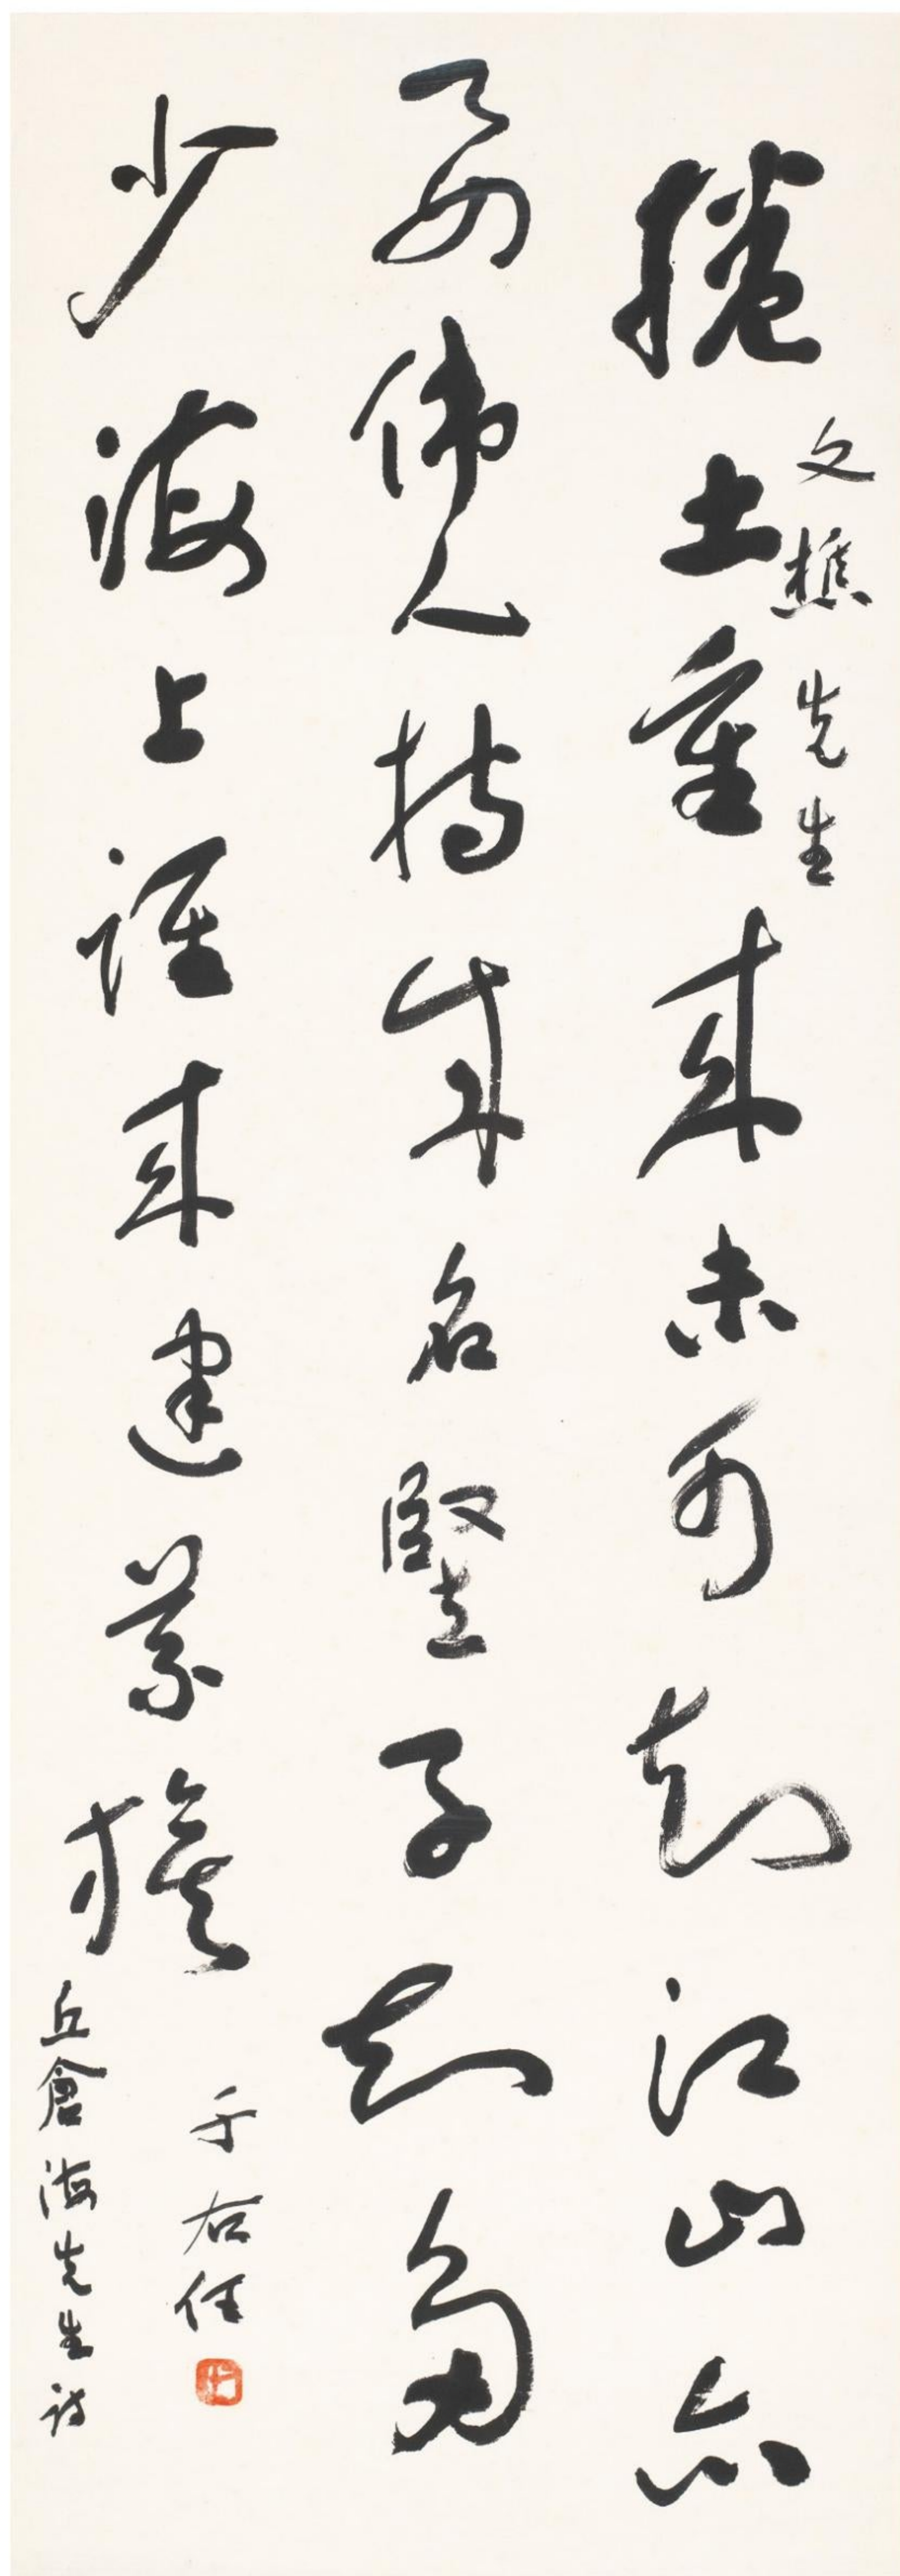 文樵先生
捲土重來未可知江山亦
要偉人持成名豎子知多
少海上誰來建義旗
于右任
丘倉海先生詩